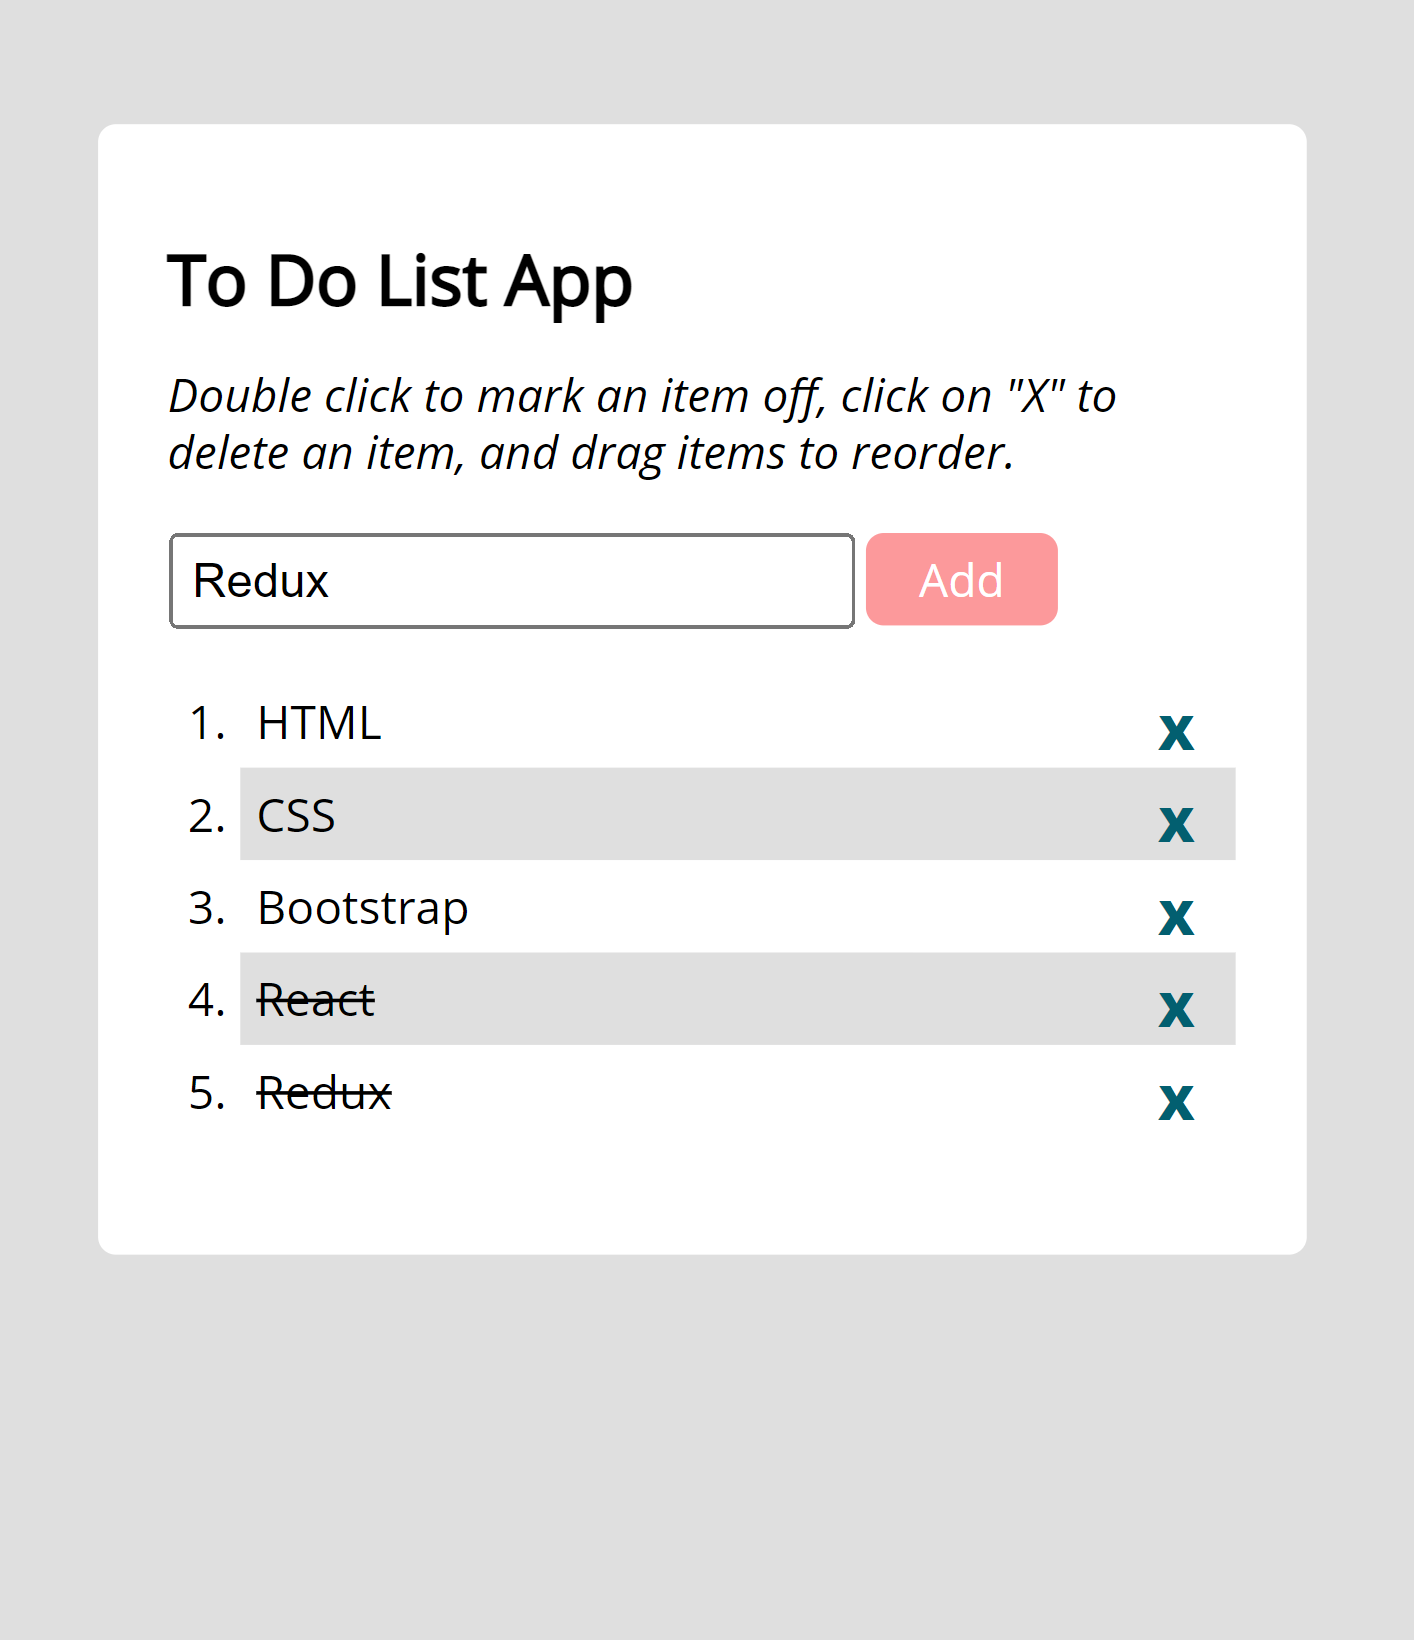 To Do List App
Double click to mark an item off, click on "X" to
delete an item, and drag items to reorder.
Redux Add
1. HTML x
2. CSS x
3. Bootstrap x
4. React x
5. Redux x